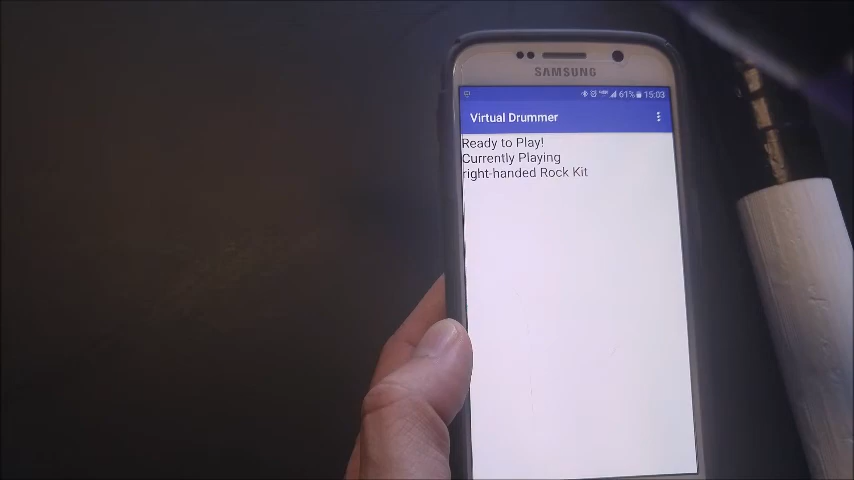 SAMSUNG
61% 15:03
Virtual Drummer
Ready to Play!
Currently Playing
right-handed Rock Kit